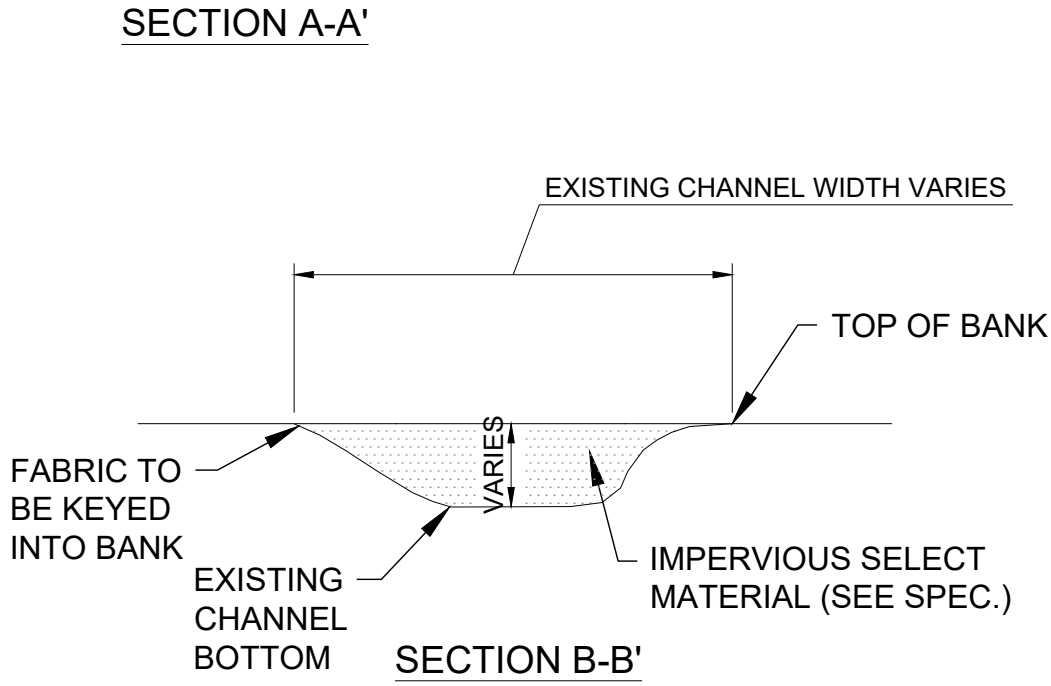 SECTION A-A'
EXISTING CHANNEL WIDTH VARIES
TOP OF BANK
VARIES
FABRIC TO
BE KEYED
INTO BANK
IMPERVIOUS SELECT
MATERIAL (SEE SPEC.)
EXISTING
CHANNEL
BOTTOM
SECTION B-B'